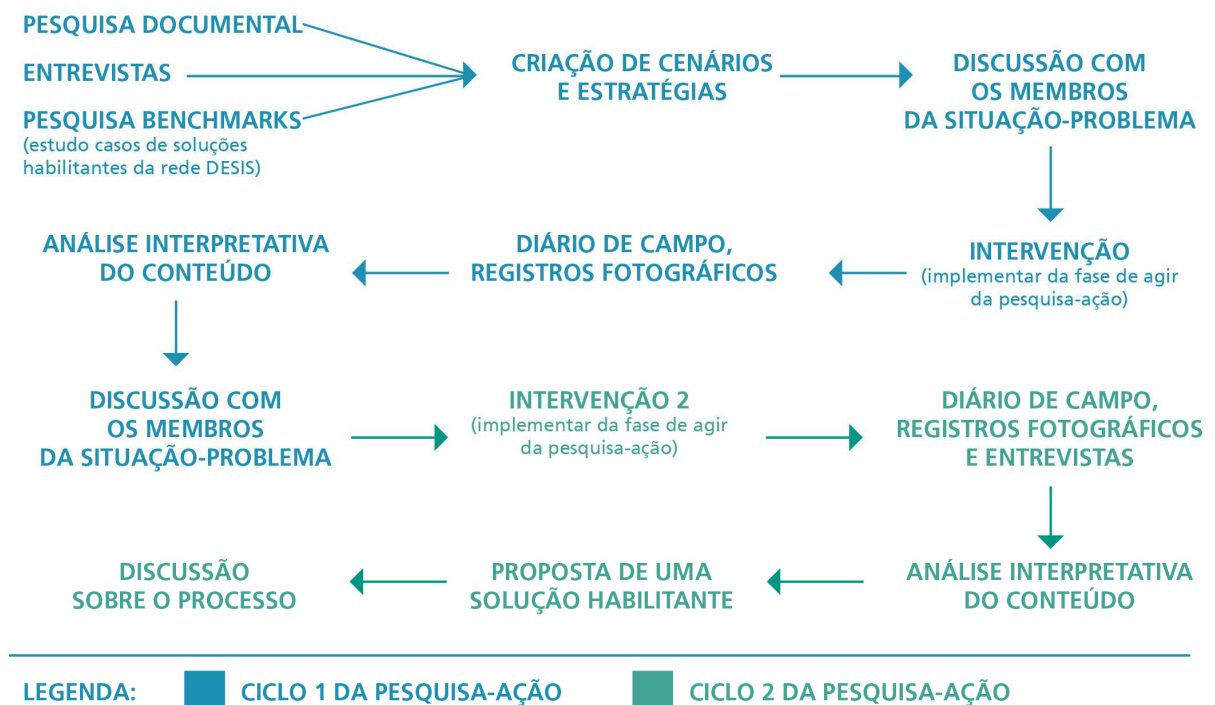 PESQUISA DOCUMENTAL
ENTREVISTAS
PESQUISA BENCHMARKS
(estudo casos de soluções
habilitantes da rede DESIS)
CRIAÇÃO DE CENÁRIOS
E ESTRATÉGIAS
DISCUSSÃO COM
OS MEMBROS
DA SITUAÇÃO-PROBLEMA
INTERVENÇÃO
(implementar da fase de agir
da pesquisa-ação)
DIÁRIO DE CAMPO,
REGISTROS FOTOGRÁFICOS
ANÁLISE INTERPRETATIVA
DO CONTEÚDO
DISCUSSÃO COM
OS MEMBROS
DA SITUAÇÃO-PROBLEMA
INTERVENÇÃO 2
(implementar da fase de agir
da pesquisa-ação)
DIÁRIO DE CAMPO,
REGISTROS FOTOGRÁFICOS
E ENTREVISTAS
ANÁLISE INTERPRETATIVA
DO CONTEÚDO
PROPOSTA DE UMA
SOLUÇÃO HABILITANTE
DISCUSSÃO
SOBRE O PROCESSO
LEGENDA:
CICLO 1 DA PESQUISA-AÇÃO
CICLO 2 DA PESQUISA-AÇÃO